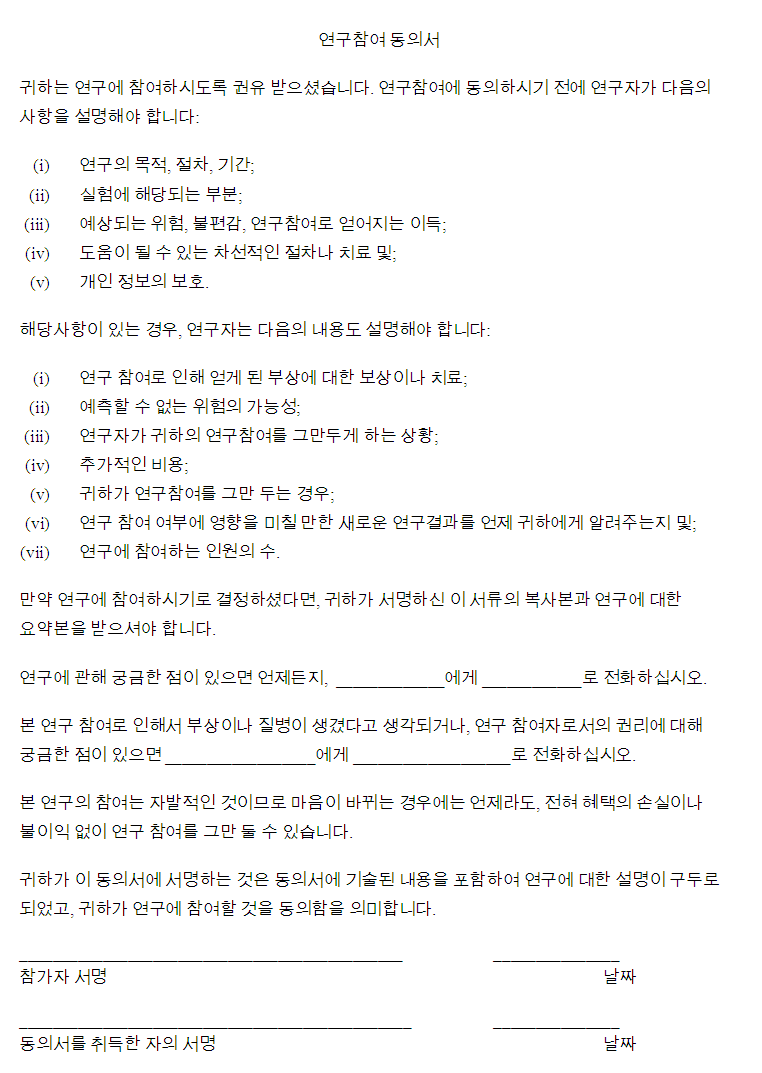 연구참여 동의서
귀하는 연구에 참여하시도록 권유 받으셨습니다. 연구참여에 동의하시기 전에 연구자가 다음의
사항을 설명해야 합니다:
(i) 연구의 목적, 절차, 기간;
(ii) 실험에 해당되는 부분;
(iii) 예상되는 위험, 불편감, 연구참여로 얻어지는 이득;
(iv) 도움이 될 수 있는 차선적인 절차나 치료 및;
(v) 개인 정보의 보호.
해당사항이 있는 경우, 연구자는 다음의 내용도 설명해야 합니다:
(i) 연구 참여로 인해 얻게 된 부상에 대한 보상이나 치료;
(ii) 예측할 수 없는 위험의 가능성;
(iii) 연구자가 귀하의 연구참여를 그만두게 하는 상황;
(iv) 추가적인 비용;
(v) 귀하가 연구참여를 그만 두는 경우;
(vi) 연구 참여 여부에 영향을 미칠 만한 새로운 연구결과를 언제 귀하에게 알려주는지 및;
(vii) 연구에 참여하는 인원의 수.
만약 연구에 참여하시기로 결정하셨다면, 귀하가 서명하신 이 서류의 복사본과 연구에 대한
요약본을 받으셔야 합니다.
연구에 관해 궁금한 점이 있으면 언제든지, _____________에게 ____________로 전화하십시오.
본 연구 참여로 인해서 부상이나 질병이 생겼다고 생각되거나, 연구 참여자로서의 권리에 대해
궁금한 점이 있으면 __________________에게 ___________________로 전화하십시오.
본 연구의 참여는 자발적인 것이므로 마음이 바뀌는 경우에는 언제라도, 전혀 혜택의 손실이나
불이익 없이 연구 참여를 그만 둘 수 있습니다.
귀하가 이 동의서에 서명하는 것은 동의서에 기술된 내용을 포함하여 연구에 대한 설명이 구두로
되었고, 귀하가 연구에 참여할 것을 동의함을 의미합니다.
______________________________________________ _______________
참가자 서명 날짜
_______________________________________________ _______________
동의서를 취득한 자의 서명 날짜